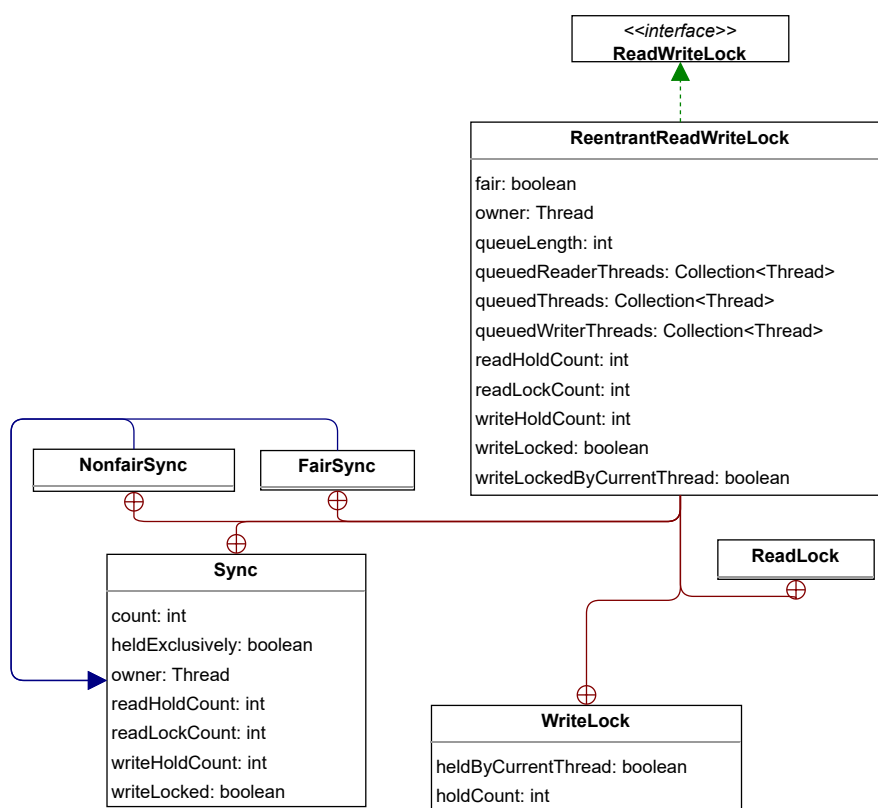 <<interface>>
ReadWriteLock
ReentrantReadWriteLock
fair: boolean
owner: Thread
queueLength: int
queuedReaderThreads: Collection<Thread>
queuedThreads: Collection<Thread>
queuedWriterThreads: Collection<Thread>
readHoldCount: int
readLockCount: int
writeHoldCount: int
writeLocked: boolean
writeLockedByCurrentThread: boolean
NonfairSync
FairSync
Sync
count: int
heldExclusively: boolean
owner: Thread
readHoldCount: int
readLockCount: int
writeHoldCount: int
writeLocked: boolean
ReadLock
WriteLock
heldByCurrentThread: boolean
holdCount: int